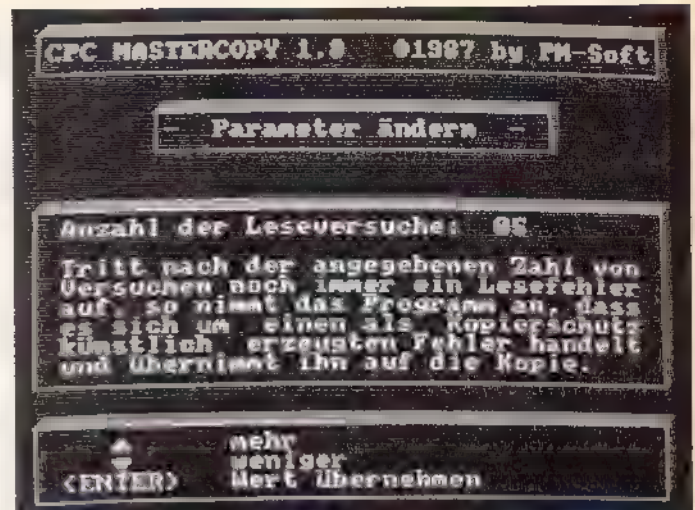 CPC MASTERCOPY 1.0 ©1987 by PM-Soft
- Parameter ändern -
Anzahl der Leseversuche: 05
Tritt nach der angegebenen Zahl von
Versuchen noch immer ein Lesefehler
auf, so nimmt das Programm an, dass
es sich um einen als Kopierschutz
künstlich erzeugten Fehler handelt
und übernimmt ihn auf die Kopie.
mehr
weniger
<ENTER> Wert übernehmen